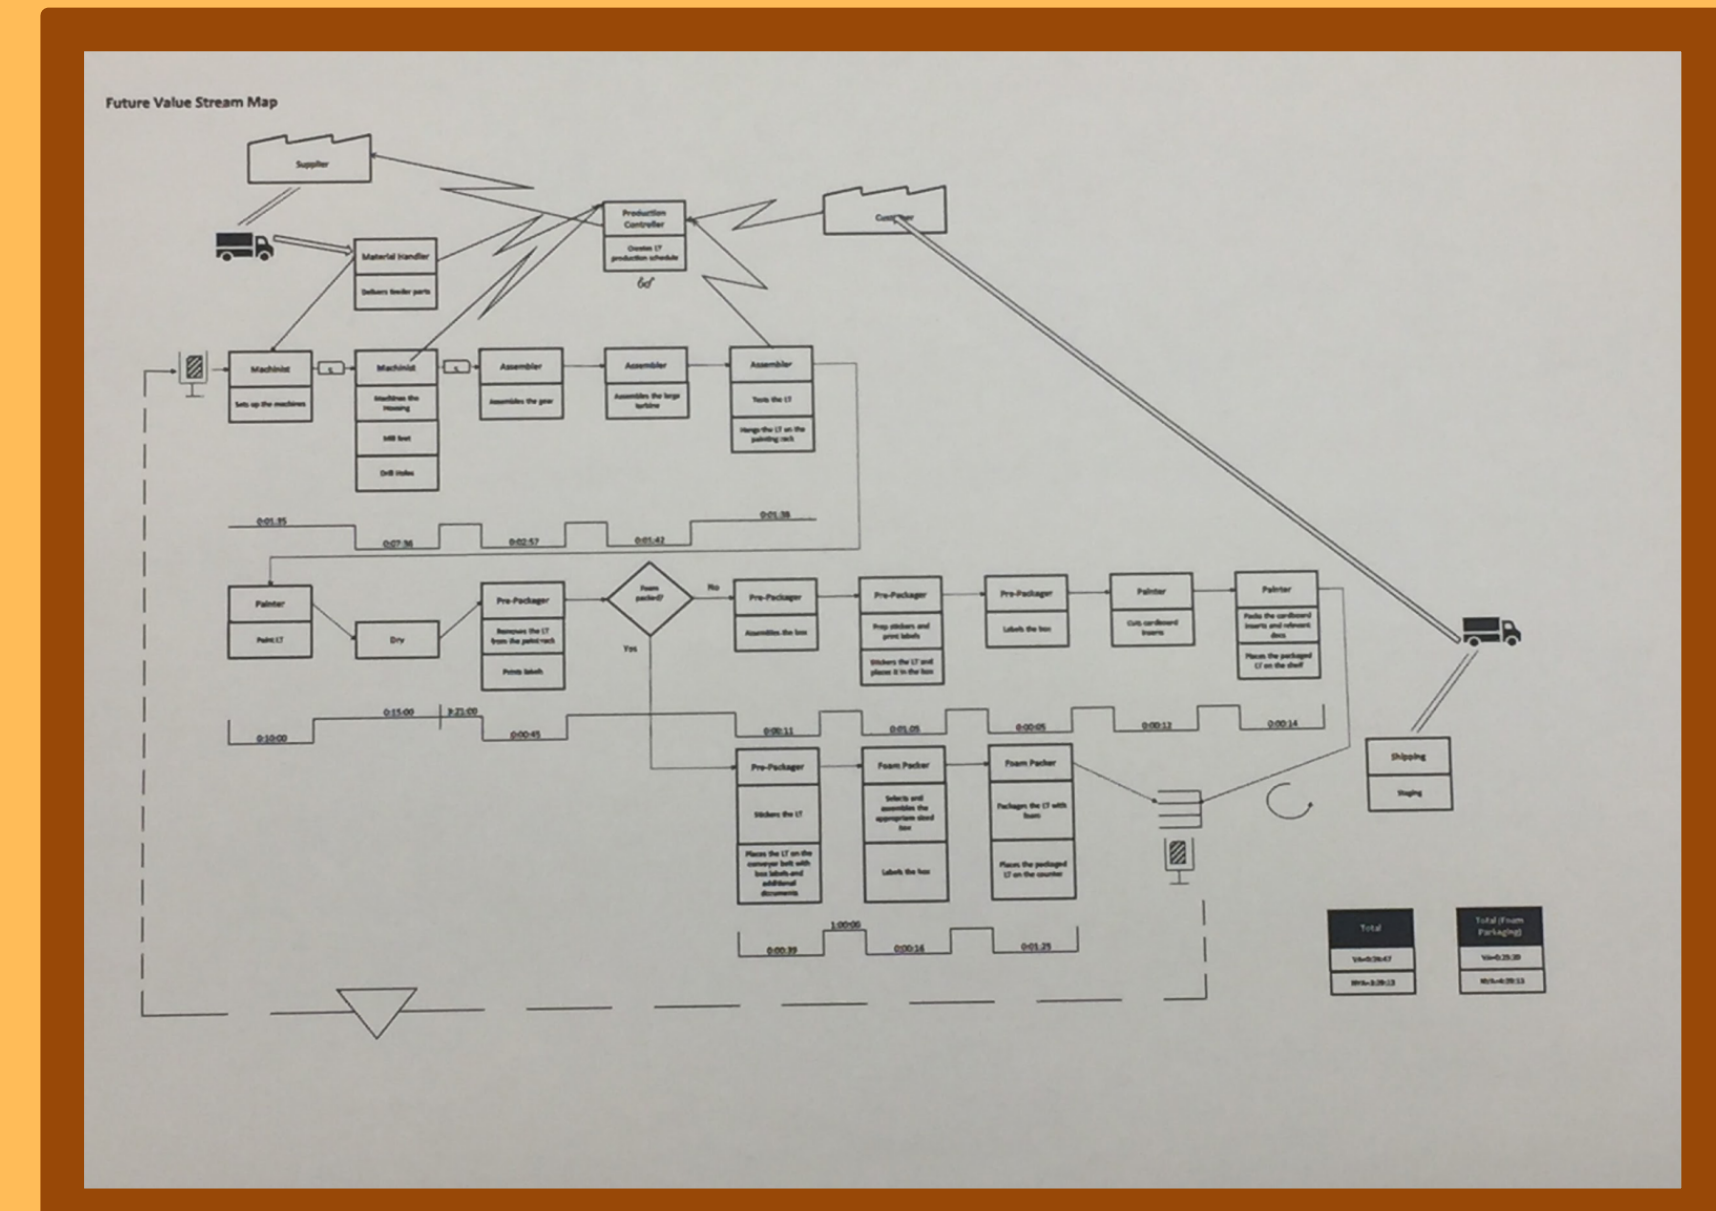 Future Value Stream Map
Supplier
Production
Controller
Creates LT
production schedule
Customer
Material Handler
Delivers feeder parts
Machinist
Sets up the machines
Machinist
Machines the
Housing
Mill feet
Drill Holes
Assembler
Assembles the gear
Assembler
Assembles the large
turbine
Assembler
Tests the LT
Hangs the LT on the
painting rack
0:01:35
0:07:36
0:02:57
0:01:42
0:01:38
Painter
Paint LT
Dry
Pre-Packager
Removes the LT
from the paint rack
Prints labels
Foam
packed?
No
Yes
Pre-Packager
Assembles the box
Pre-Packager
Prep stickers and
print labels
Stickers the LT and
places it in the box
Pre-Packager
Labels the box
Painter
Cuts cardboard
inserts
Painter
Packs the cardboard
inserts and relevant
docs
Places the packaged
LT on the shelf
0:10:00
0:15:00
3:21:00
0:00:45
0:00:11
0:01:05
0:00:05
0:00:12
0:00:14
Pre-Packager
Stickers the LT
Places the LT on the
conveyor belt with
box labels and
additional
documents
Foam Packer
Selects and
assembles the
appropriate sized
box
Labels the box
Foam Packer
Packages the LT with
foam
Places the packaged
LT on the counter
Shipping
Staging
0:00:39
1:00:00
0:00:16
0:01:25
Total
Total (Foam
Packaging)